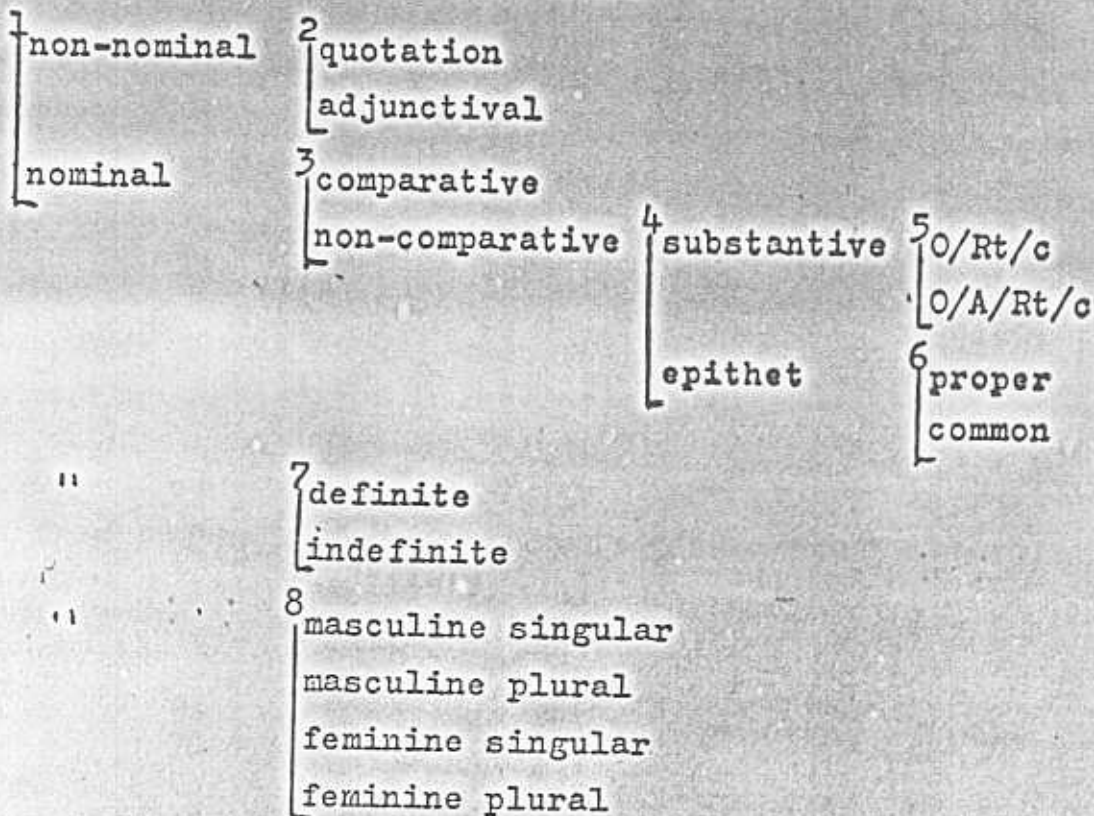 1 non-nominal 2 quotation
adjunctival
nominal 3 comparative
non-comparative 4 substantive 5 O/Rt/c
O/A/Rt/c
epithet 6 proper
common
" 7 definite
indefinite
" 8 masculine singular
masculine plural
feminine singular
feminine plural